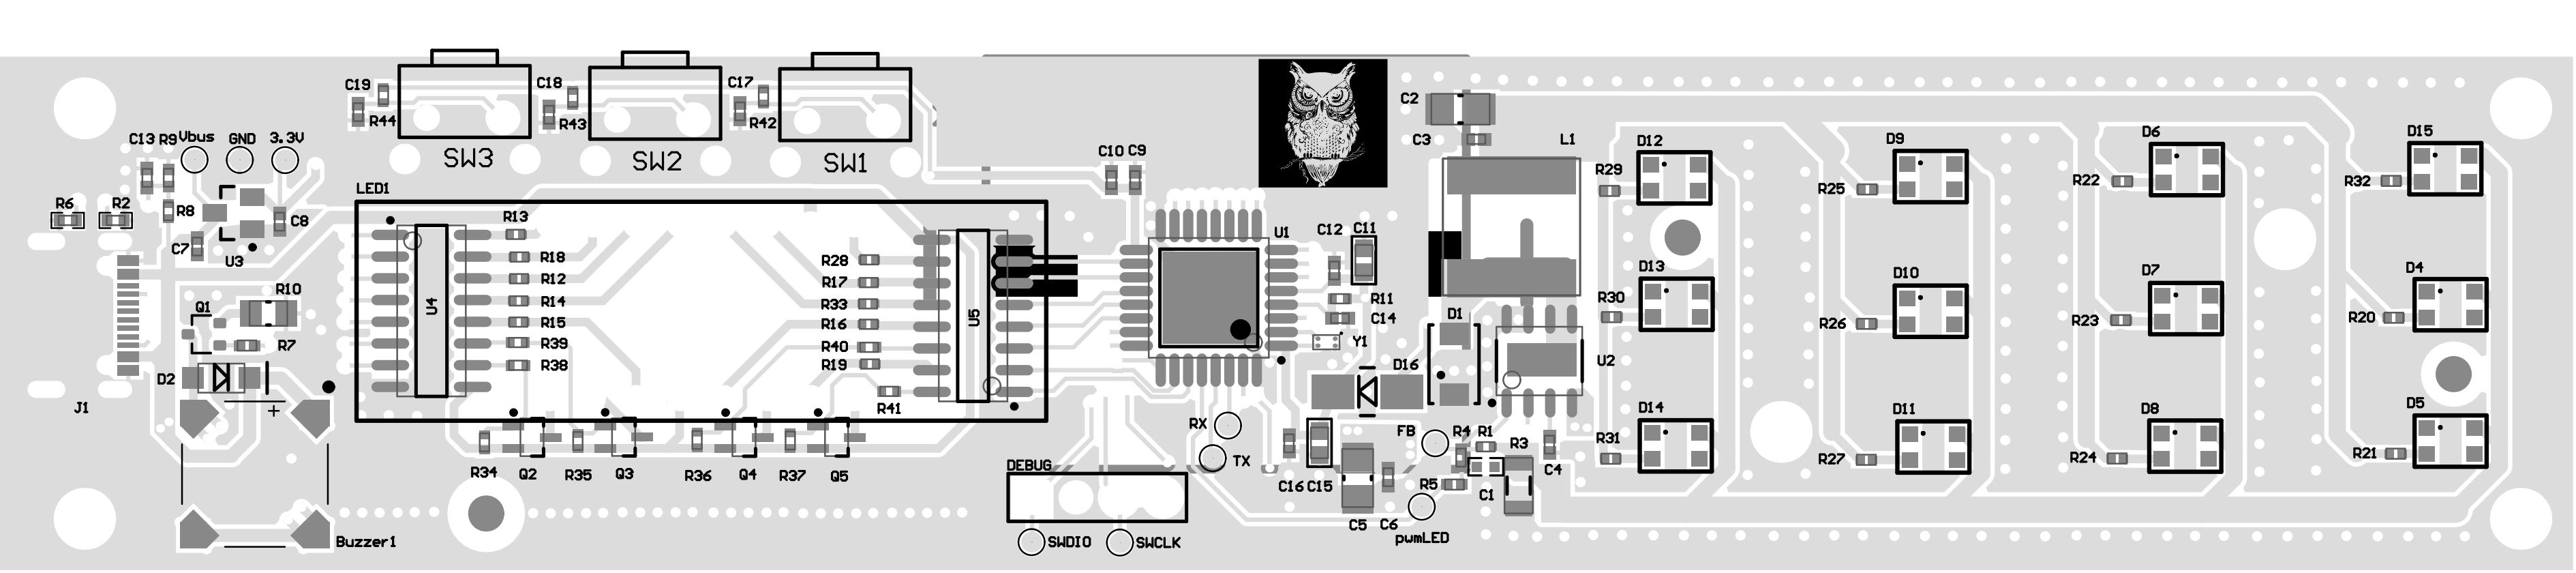 C19
R44
SW3
C18
R43
SW2
C17
R42
SW1
C13 R9 Vbus GND 3.3V
R6 R2 R8
C7 C8
U3
Q1 R10
R7
D2
J1
Buzzer1
LED1
U4
R13
R18
R12
R14
R15
R39
R38
R28
R17
R33
R16
R40
R19
R41
U5
R34 Q2 R35 Q3 R36 Q4 R37 Q5
C10 C9
U1
C12 C11
R11
C14
Y1
D16
D1
RX
TX
DEBUG
SWDIO SWCLK
C16 C15
C5 C6
FB R4 R1 R3
R5 C1 C4
pwmLED
C2
C3
L1
U2
R29 D12
R30 D13
R31 D14
R25 D9
R26 D10
R27 D11
R22 D6
R23 D7
R24 D8
R32 D15
R20 D4
R21 D5
+